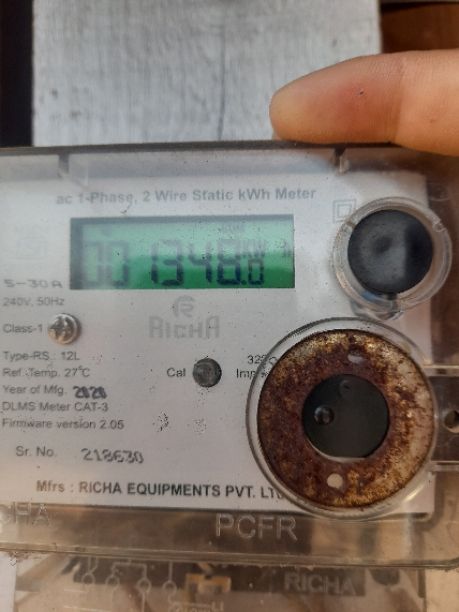 ac 1-Phase, 2 Wire Static kWh Meter
001348.0
5-30A
240V, 50Hz
RICHA
Class-1
Type-RS 12L
Ref. Temp. 27°C
Cal
Year of Mfg. 2020
DLMS Meter CAT-3
Firmware version 2.05
Sr. No. 218630
Mfrs : RICHA EQUIPMENTS PVT.
PCFR
RICHA